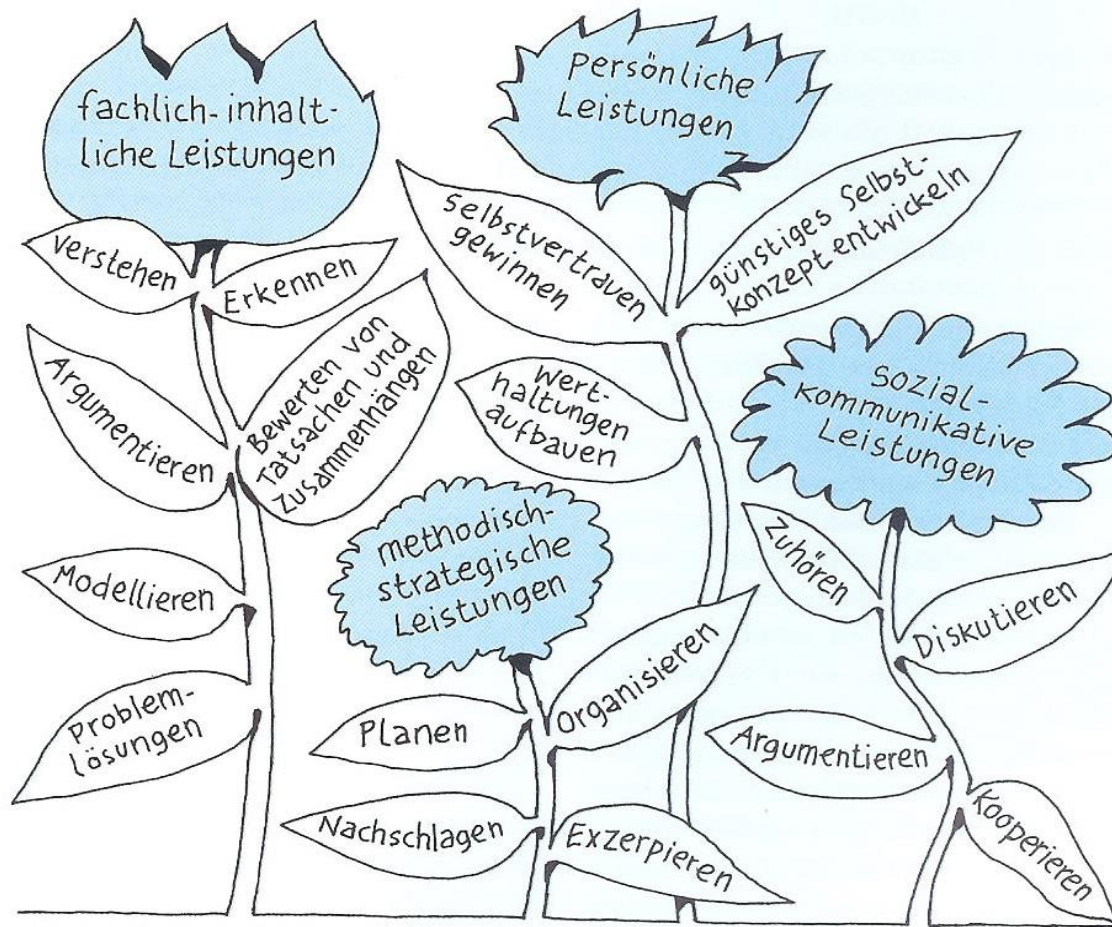 fachlich-inhalt-
liche Leistungen
verstehen
Erkennen
Argumentieren
Bewerten von
Tatsachen und
Zusammenhängen
Modellieren
Problem-
lösungen
persönliche
Leistungen
Selbstvertrauen
gewinnen
günstiges Selbst-
konzept entwickeln
Wert-
haltungen
aufbauen
methodisch-
strategische
Leistungen
Planen
Organisieren
Nachschlagen
Exzerpieren
sozial-
kommunikative
Leistungen
Zuhören
Diskutieren
Argumentieren
Kooperieren